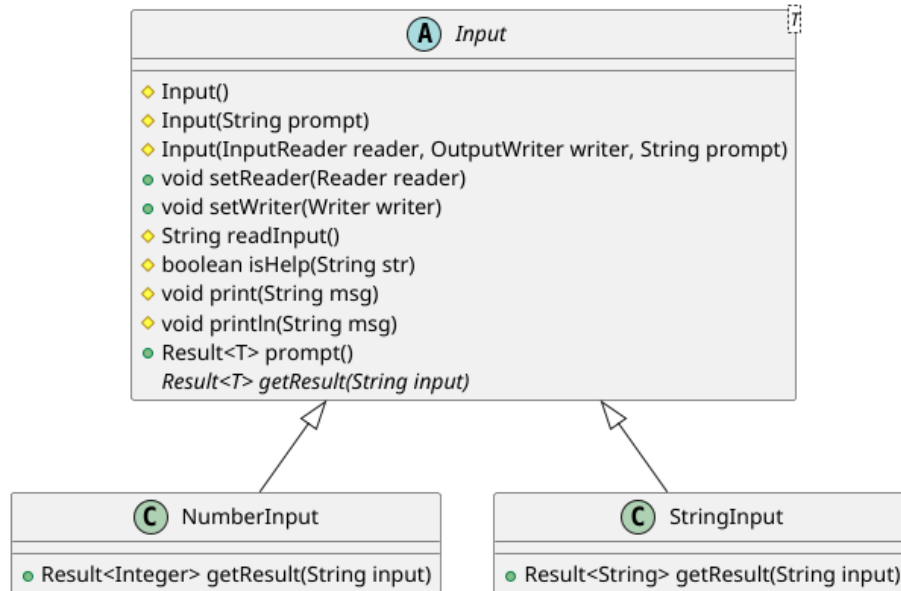 T
A Input
Input()
Input(String prompt)
Input(InputReader reader, OutputWriter writer, String prompt)
void setReader(Reader reader)
void setWriter(Writer writer)
String readInput()
boolean isHelp(String str)
void print(String msg)
void println(String msg)
Result<T> prompt()
Result<T> getResult(String input)
C NumberInput
Result<Integer> getResult(String input)
C StringInput
Result<String> getResult(String input)